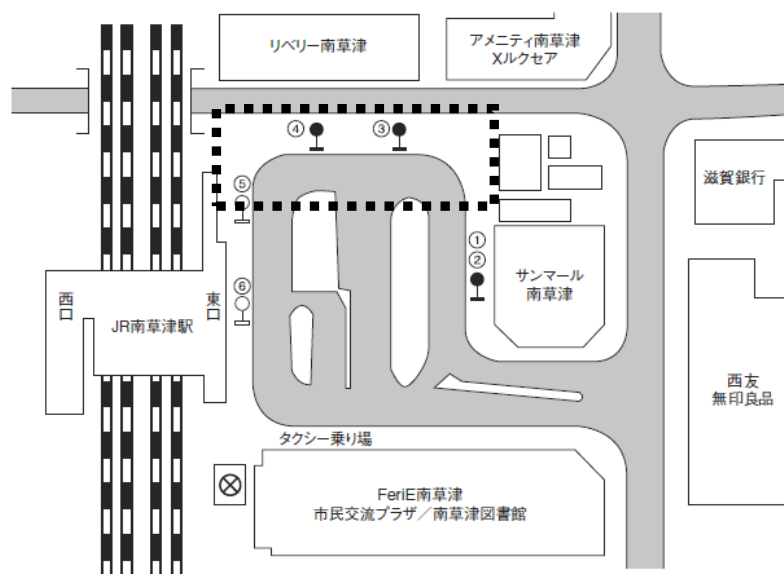 リベリー南草津
アメニティ南草津
Xルクセア
④
③
⑤
滋賀銀行
①
②
サンマール
南草津
西口
JR南草津駅
東口
⑥
西友
無印良品
タクシー乗り場
FeriE南草津
市民交流プラザ／南草津図書館